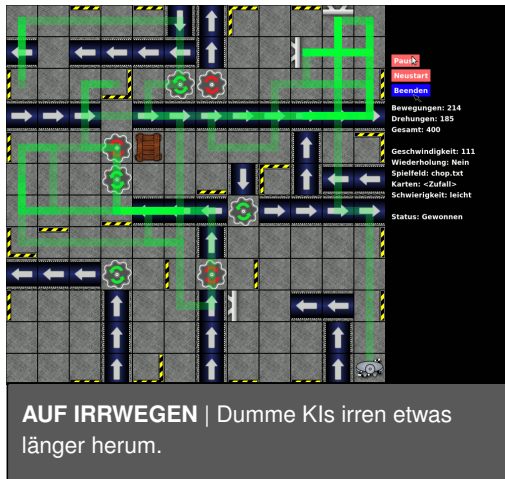 Pause
Neustart
Beenden
Bewegungen: 214
Drehungen: 185
Gesamt: 400
Geschwindigkeit: 111
Wiederholung: Nein
Spielfeld: chop.txt
Karten: <Zufall>
Schwierigkeit: leicht
Status: Gewonnen
AUF IRRWEGEN | Dumme KIs irren etwas
länger herum.